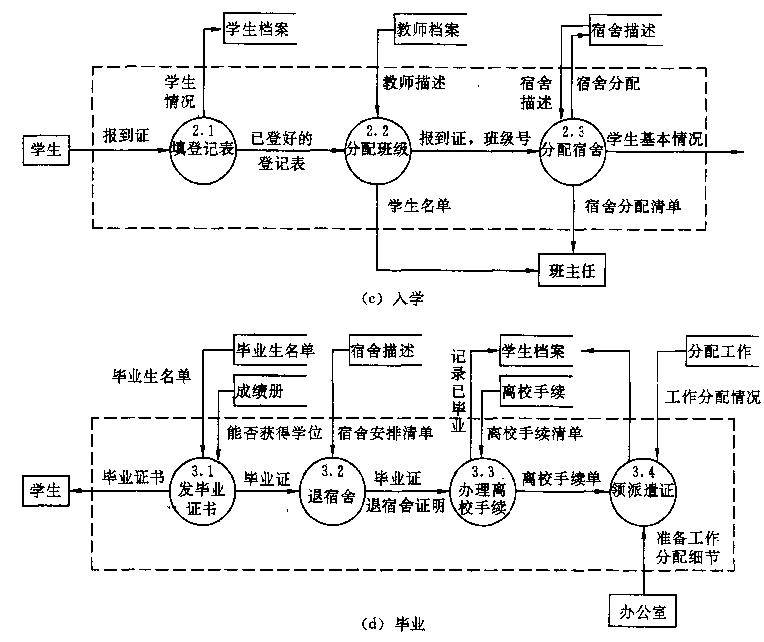 学生档案
教师档案
宿舍描述
学生
情况
教师描述
宿舍
描述
宿舍分配
学生
报到证
2.1
填登记表
已登好的
登记表
2.2
分配班级
报到证，班级号
2.3
分配宿舍
学生基本情况
学生名单
宿舍分配清单
班主任
(c) 入学
毕业生名单
宿舍描述
学生档案
分配工作
毕业生名单
成绩册
记录已毕业
离校手续
工作分配情况
能否获得学位
宿舍安排清单
离校手续清单
学生
毕业证书
3.1
发毕业
证书
毕业证
3.2
退宿舍
毕业证
退宿舍证明
3.3
办理离
校手续
离校手续单
3.4
领派遣证
准备工作
分配细节
办公室
(d) 毕业